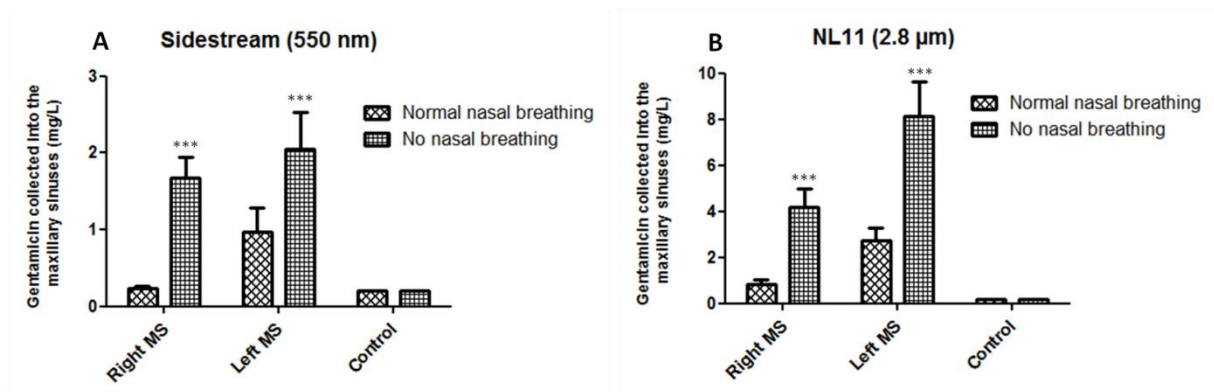 A
Sidestream (550 nm)
Gentamicin collected into the
maxillary sinuses (mg/L)
3
2
1
0
***
***
Normal nasal breathing
No nasal breathing
Right MS
Left MS
Control
B
NL11 (2.8 µm)
Gentamicin collected into the
maxillary sinuses (mg/L)
10
8
6
4
2
0
***
***
Normal nasal breathing
No nasal breathing
Right MS
Left MS
Control